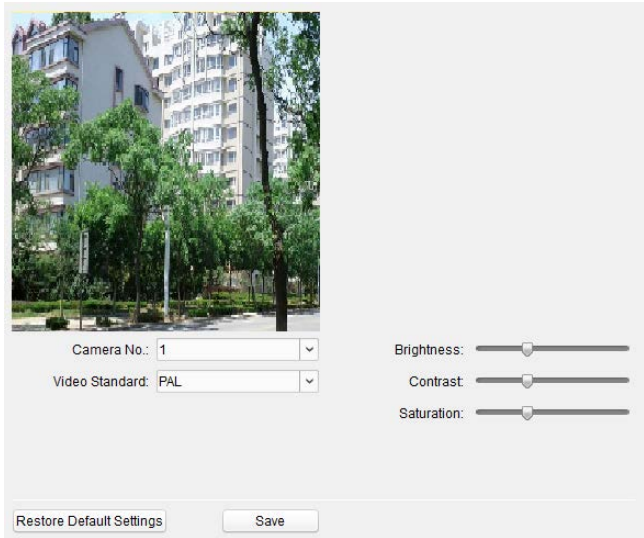 Camera No.: 1
Brightness:
Video Standard: PAL
Contrast:
Saturation:
Restore Default Settings
Save